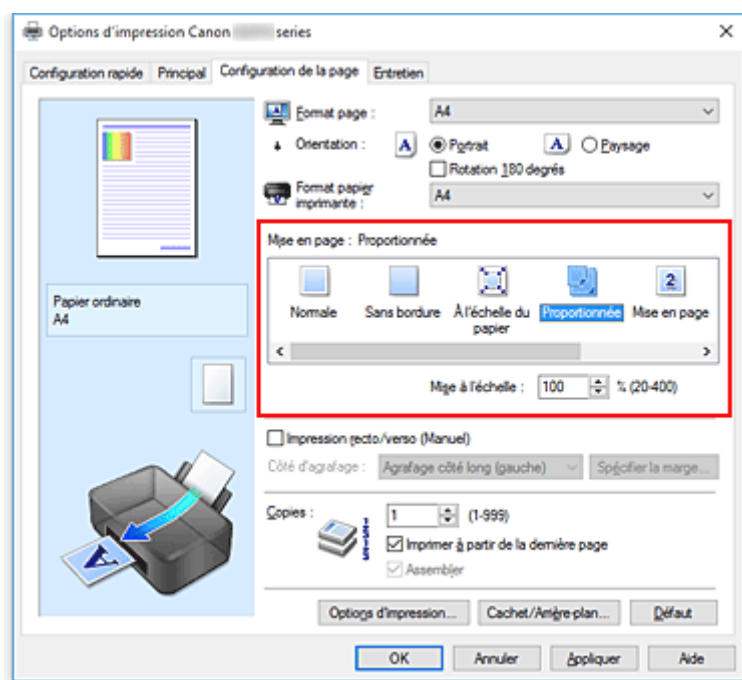 Options d'impression Canon series
Configuration rapide Principal Configuration de la page Entretien
Format page : A4
Orientation : A Portrait A Paysage
Rotation 180 degrés
Format papier
imprimante : A4
Mise en page : Proportionnée
2
Normale Sans bordure À l'échelle du
papier Proportionnée Mise en page
Papier ordinaire
A4
Mise à l'échelle : 100 % (20-400)
Impression recto/verso (Manuel)
Côté d'agrafage : Agrafage côté long (gauche) Spécifier la marge...
Copies : 1 (1-999)
Imprimer à partir de la dernière page
Assembler
A
Options d'impression... Cachet/Arrière-plan... Défaut
OK Annuler Appliquer Aide